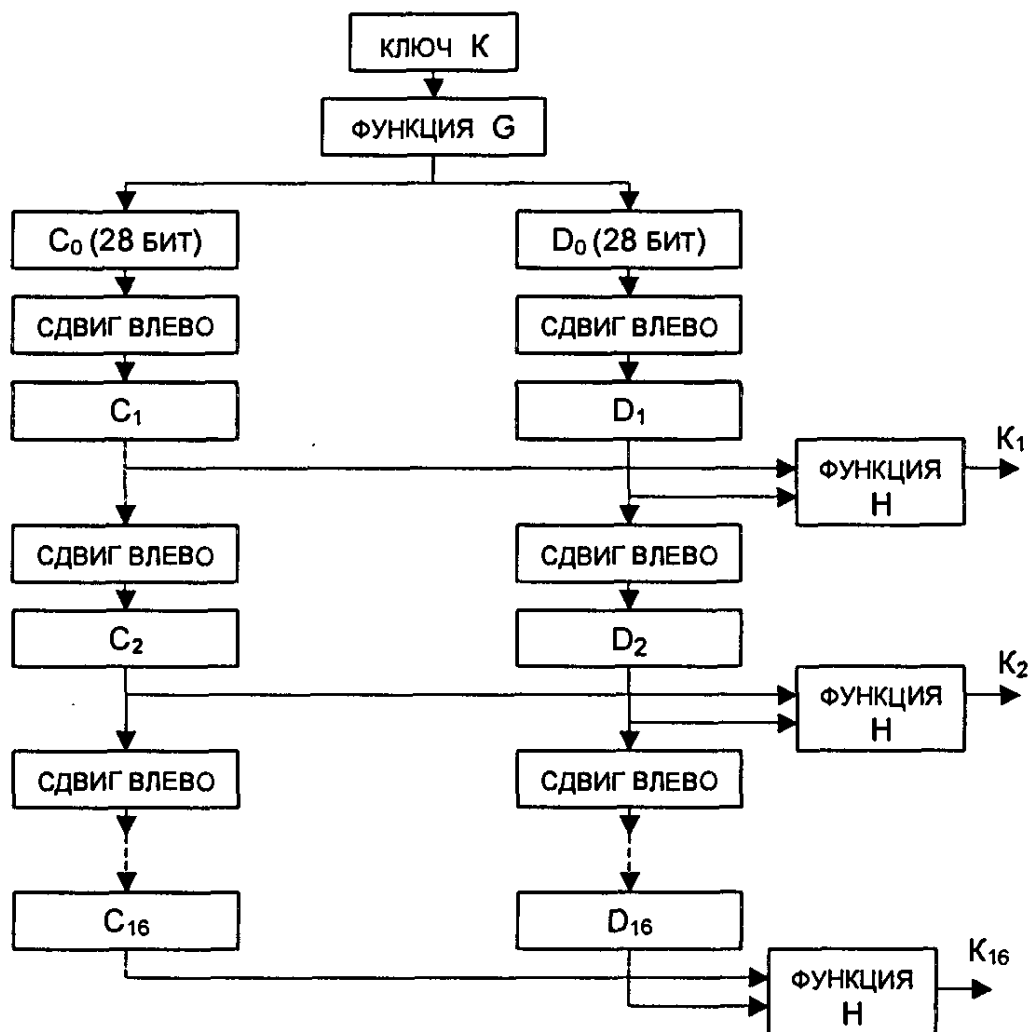 КЛЮЧ К
ФУНКЦИЯ G
C₀ (28 БИТ)
D₀ (28 БИТ)
СДВИГ ВЛЕВО
СДВИГ ВЛЕВО
C₁
D₁
K₁
ФУНКЦИЯ
H
СДВИГ ВЛЕВО
СДВИГ ВЛЕВО
C₂
D₂
K₂
ФУНКЦИЯ
H
СДВИГ ВЛЕВО
СДВИГ ВЛЕВО
C₁₆
D₁₆
K₁₆
ФУНКЦИЯ
H